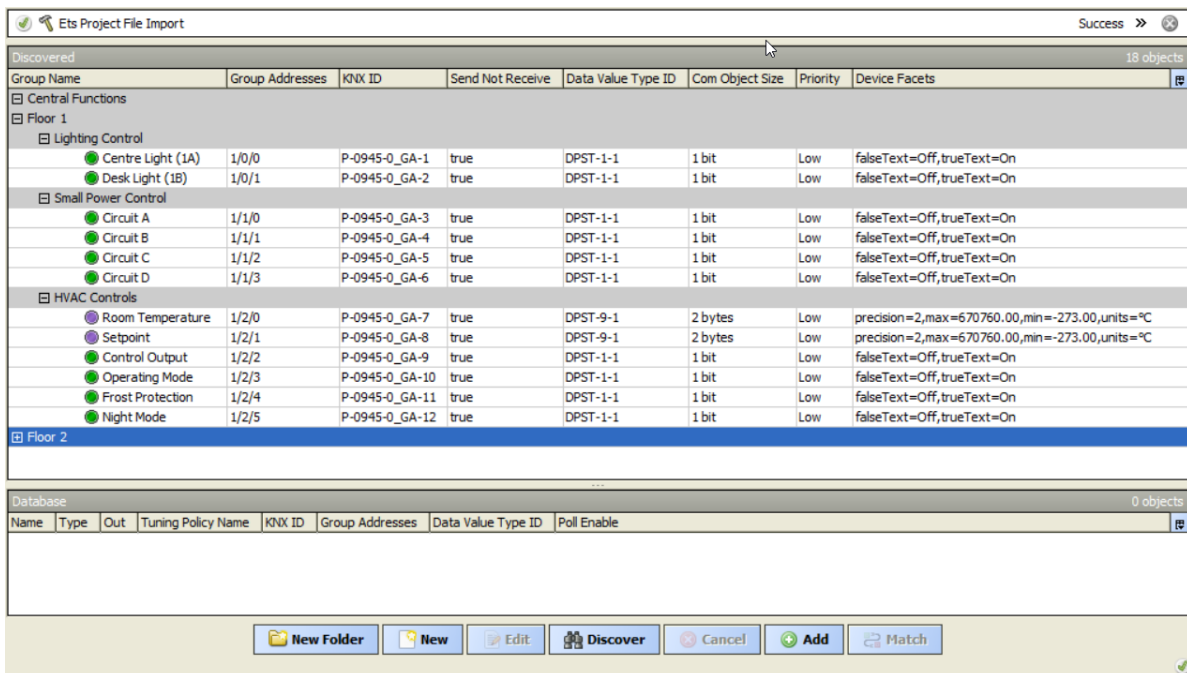 Ets Project File Import Success »
Discovered 18 objects
Group Name Group Addresses KNX ID Send Not Receive Data Value Type ID Com Object Size Priority Device Facets
Central Functions
Floor 1
Lighting Control
Centre Light (1A) 1/0/0 P-0945-0_GA-1 true DPST-1-1 1 bit Low falseText=Off,trueText=On
Desk Light (1B) 1/0/1 P-0945-0_GA-2 true DPST-1-1 1 bit Low falseText=Off,trueText=On
Small Power Control
Circuit A 1/1/0 P-0945-0_GA-3 true DPST-1-1 1 bit Low falseText=Off,trueText=On
Circuit B 1/1/1 P-0945-0_GA-4 true DPST-1-1 1 bit Low falseText=Off,trueText=On
Circuit C 1/1/2 P-0945-0_GA-5 true DPST-1-1 1 bit Low falseText=Off,trueText=On
Circuit D 1/1/3 P-0945-0_GA-6 true DPST-1-1 1 bit Low falseText=Off,trueText=On
HVAC Controls
Room Temperature 1/2/0 P-0945-0_GA-7 true DPST-9-1 2 bytes Low precision=2,max=670760.00,min=-273.00,units=°C
Setpoint 1/2/1 P-0945-0_GA-8 true DPST-9-1 2 bytes Low precision=2,max=670760.00,min=-273.00,units=°C
Control Output 1/2/2 P-0945-0_GA-9 true DPST-1-1 1 bit Low falseText=Off,trueText=On
Operating Mode 1/2/3 P-0945-0_GA-10 true DPST-1-1 1 bit Low falseText=Off,trueText=On
Frost Protection 1/2/4 P-0945-0_GA-11 true DPST-1-1 1 bit Low falseText=Off,trueText=On
Night Mode 1/2/5 P-0945-0_GA-12 true DPST-1-1 1 bit Low falseText=Off,trueText=On
Floor 2
Database 0 objects
Name Type Out Tuning Policy Name KNX ID Group Addresses Data Value Type ID Poll Enable
New Folder New Edit Discover Cancel Add Match